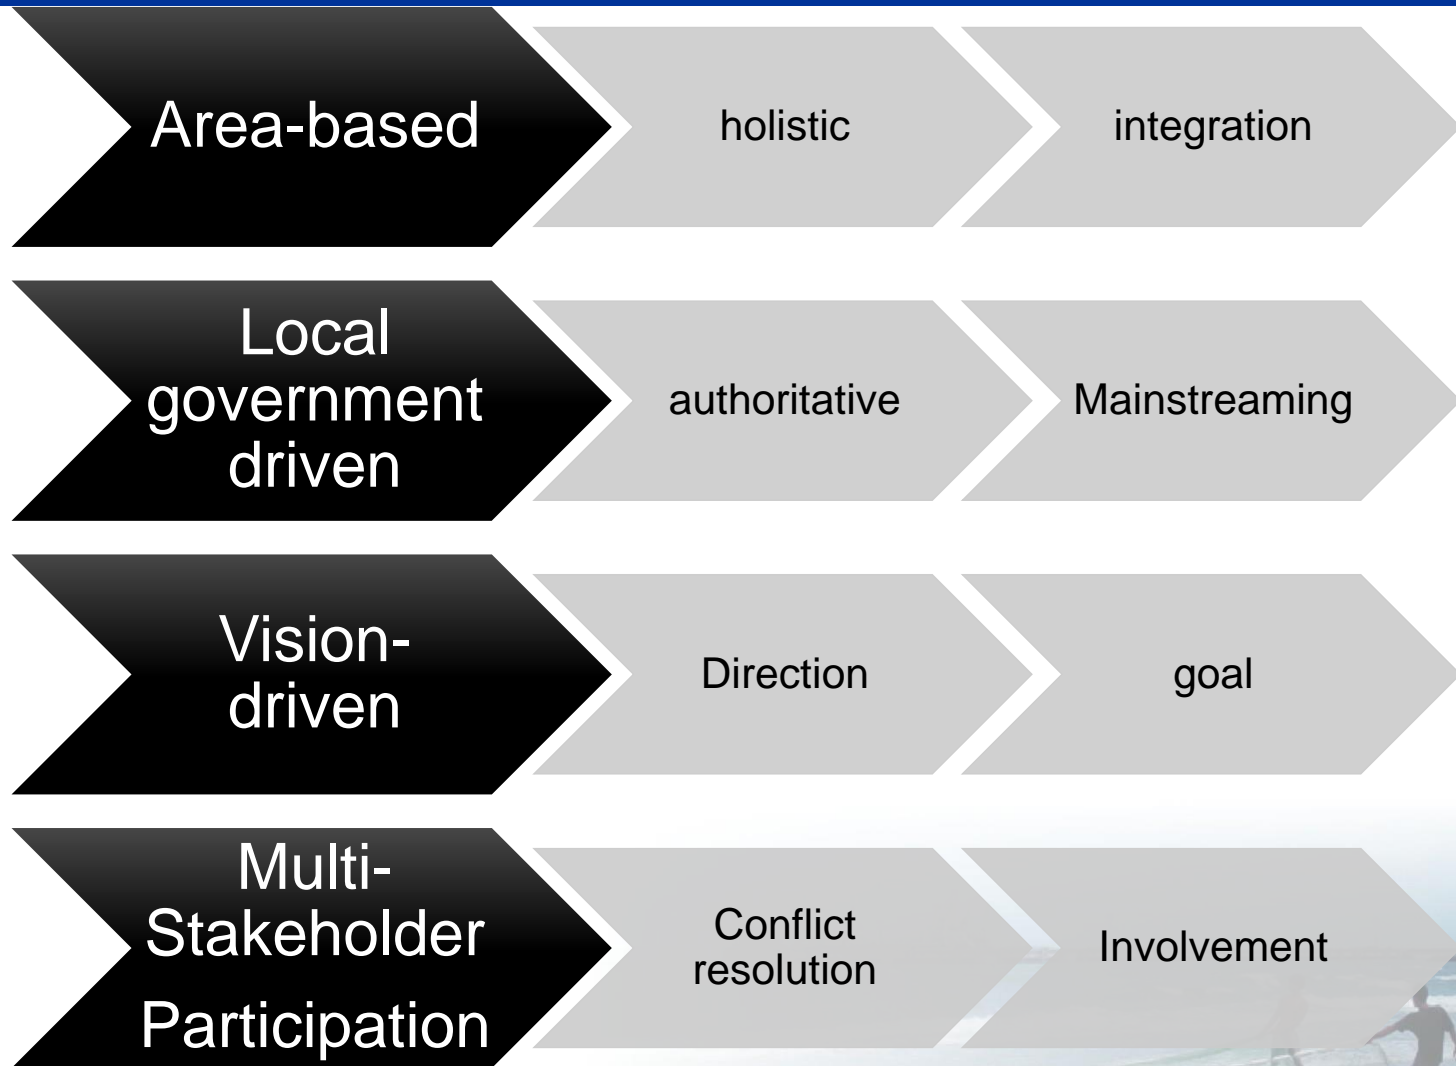 Area-based
holistic
integration
Local
government
driven
authoritative
Mainstreaming
Vision-
driven
Direction
goal
Multi-
Stakeholder
Participation
Conflict
resolution
Involvement